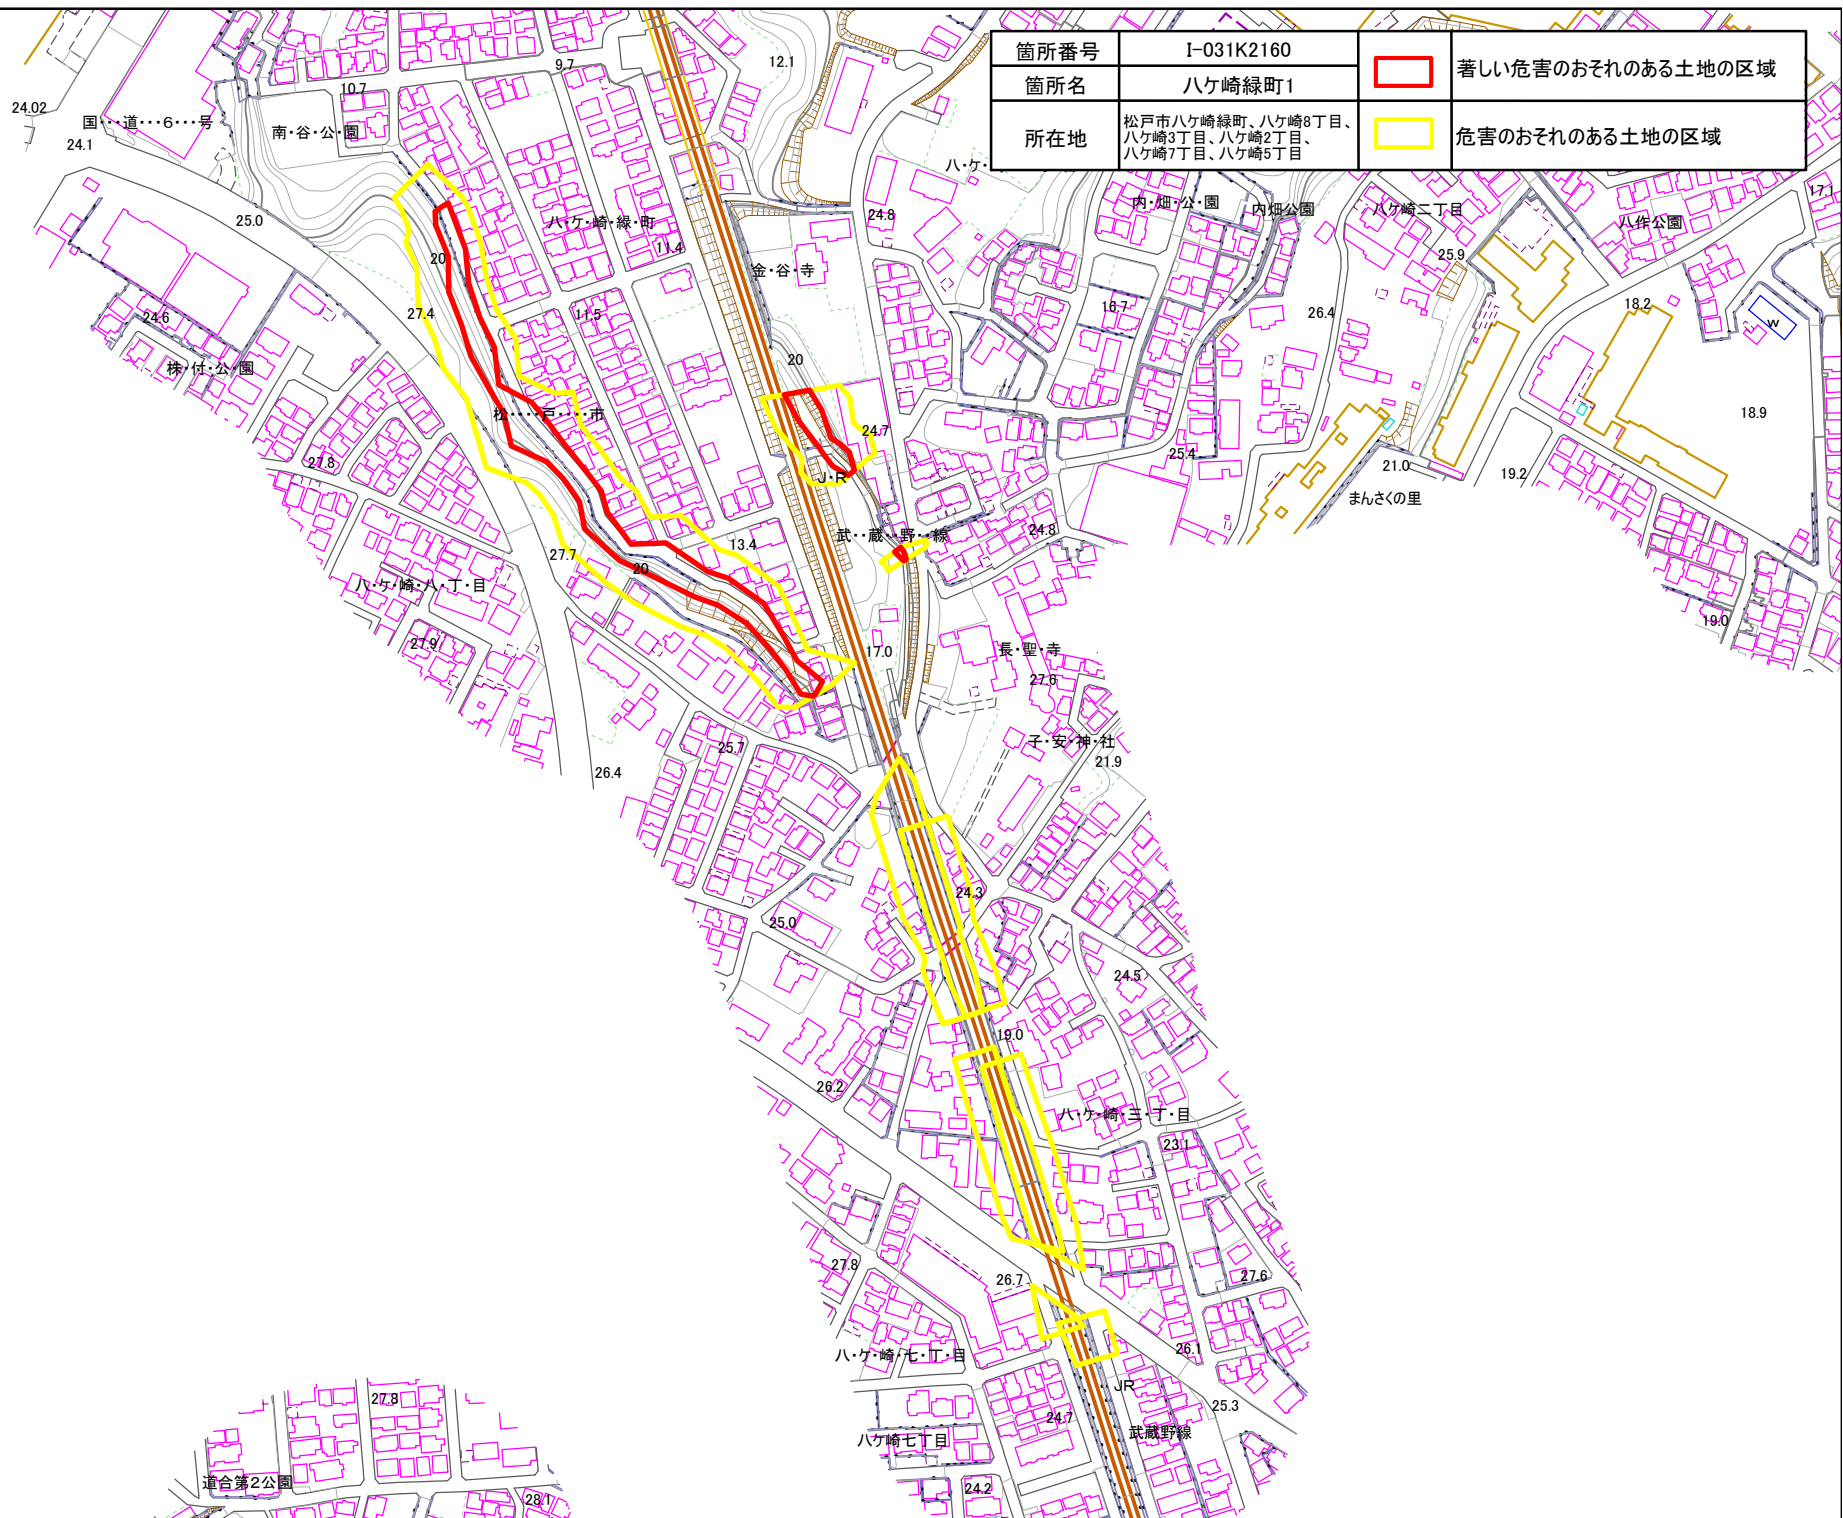 箇所番号 I-031K2160
箇所名 八ケ崎緑町1
所在地 松戸市八ケ崎緑町、八ケ崎8丁目、
八ケ崎3丁目、八ケ崎2丁目、
八ケ崎7丁目、八ケ崎5丁目
著しい危害のおそれのある土地の区域
危害のおそれのある土地の区域
9.7
12.1
10.7
24.02
国・・・道・・・6・・・号
南・谷・公・園
24.1
八・ケ・
17.1
25.0
八・ケ・崎・緑・町
24.8
内・畑・公・園
内畑公園
八ケ崎二丁目
八作公園
11.4
25.9
20
金・谷・寺
27.4
11.5
24.6
16.7
26.4
18.2
w
株・付・公・園
20
松・・・・戸・・・・市
18.9
24.7
27.8
25.4
21.0
19.2
J・R
まんさくの里
武・・蔵・・野・・線
24.8
13.4
27.7
20
八・ケ・崎・八・丁・目
19.0
27.9
17.0
長・聖・寺
27.6
25.7
子・安・神・社
21.9
26.4
24.3
25.0
24.5
19.0
26.2
八・ケ・崎・三・丁・目
23.1
27.8
26.7
27.6
八・ケ・崎・七・丁・目
26.1
JR
27.8
25.3
24.7
武蔵野線
八ケ崎七丁目
道合第2公園
24.2
28.1